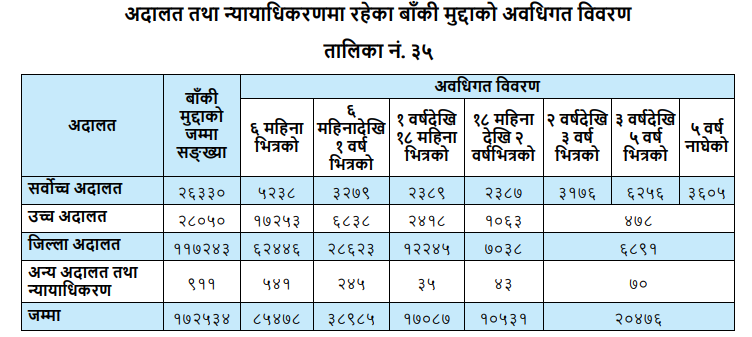 अदालत तथा न्यायाधिकरणमा रहेका बाँकी मुद्दाको अवधिगत विवरण
तालिका नं. ३५
अदालत बाँकी मुद्दाको जम्मा सङ्ख्या अवधिगत विवरण
६ महिना भित्रको ६ महिनादेखि १ वर्ष भित्रको १ वर्षदेखि १८ महिना भित्रको १८ महिना देखि २ वर्षभित्रको २ वर्षदेखि ३ वर्ष भित्रको ३ वर्षदेखि ५ वर्ष भित्रको ५ वर्ष नाघेको
सर्वोच्च अदालत २६३३० ५२३८ ३२७९ २३८९ २३८७ ३१७६ ६२५६ ३६०५
उच्च अदालत २८०५० १७२५३ ६८३८ २४१८ १०६३ ४७८
जिल्ला अदालत ११७२४३ ६२४४६ २८६२३ १२२४५ ७०३८ ६८९१
अन्य अदालत तथा न्यायाधिकरण ९११ ५४१ २४५ ३५ ४३ ७०
जम्मा १७२५३४ ८५४७८ ३८९८५ १७०८७ १०५३१ २०४७६